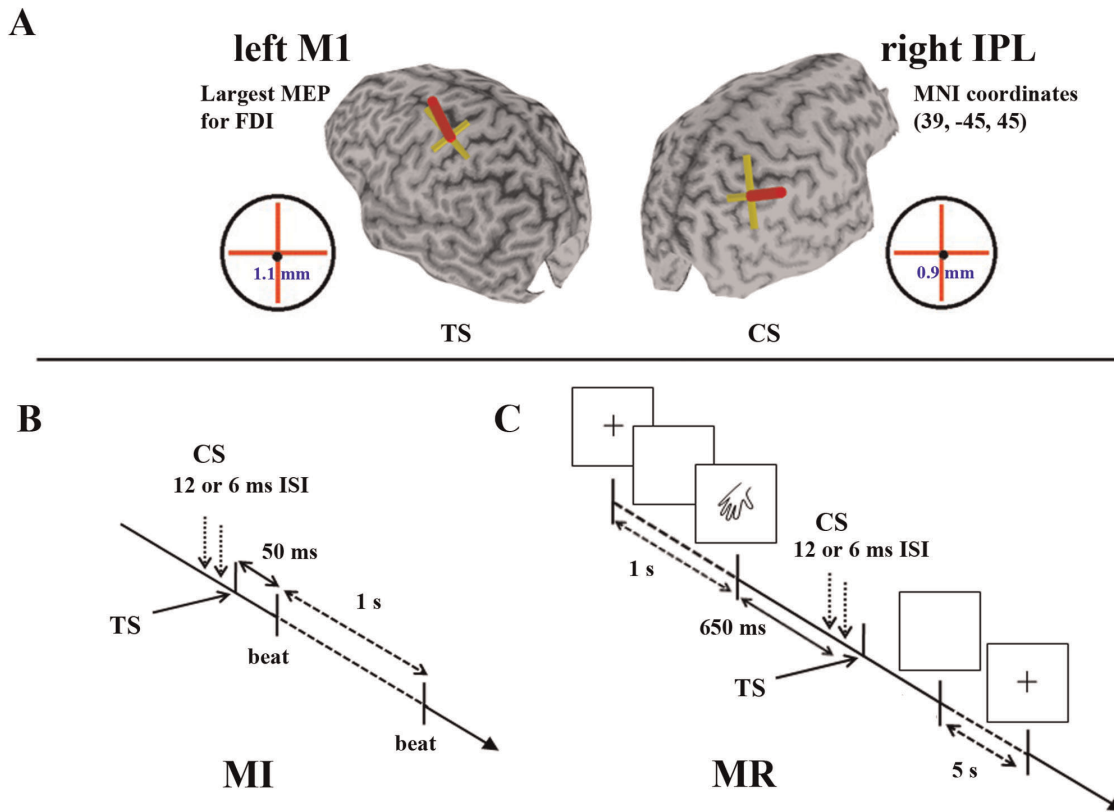 A
left M1
Largest MEP
for FDI
right IPL
MNI coordinates
(39, -45, 45)
1.1 mm
0.9 mm
TS
CS
B
CS
12 or 6 ms ISI
50 ms
1 s
TS
beat
beat
MI
C
CS
12 or 6 ms ISI
1 s
650 ms
TS
5 s
MR